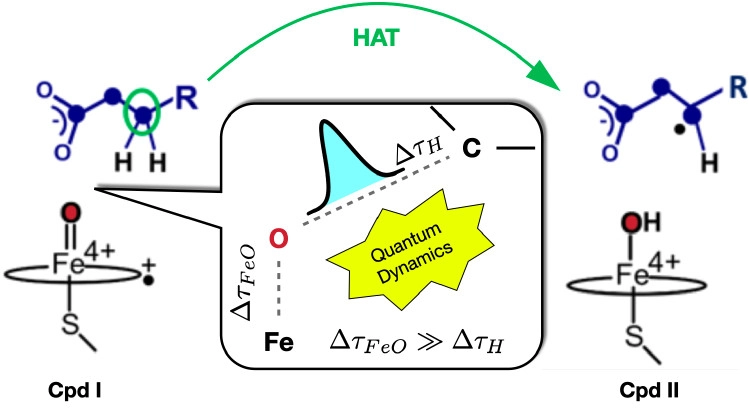 HAT
O
-
O
R
H H
O
Fe4+
+•
S
Cpd I
ΔτH
C
O
ΔτFeO
Fe
Quantum
Dynamics
ΔτFeO ≫ ΔτH
O
-
O
R
•
H
OH
Fe4+
S
Cpd II